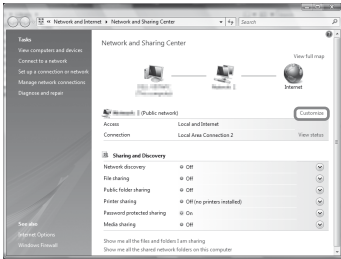 « Network and Internet ▸ Network and Sharing Center
Search
Tasks
View computers and devices
Connect to a network
Set up a connection or network
Manage network connections
Diagnose and repair
Network and Sharing Center
View full map
Internet
(Public network)
Customize
Access Local and Internet
Connection Local Area Connection 2 View status
Sharing and Discovery
Network discovery Off
File sharing Off
Public folder sharing Off
Printer sharing Off (no printers installed)
Password protected sharing On
Media sharing Off
See also
Internet Options
Windows Firewall
Show me all the files and folders I am sharing
Show me all the shared network folders on this computer